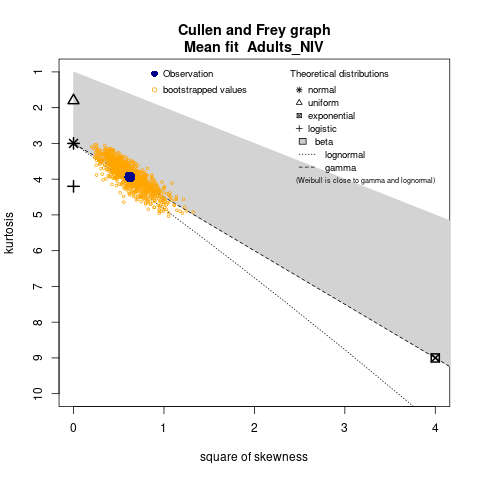 Cullen and Frey graph
Mean fit  Adults_NIV
Observation
bootstrapped values
Theoretical distributions
normal
uniform
exponential
logistic
beta
lognormal
gamma
(Weibull is close to gamma and lognormal)
kurtosis
1
2
3
4
5
6
7
8
9
10
0
1
2
3
4
square of skewness